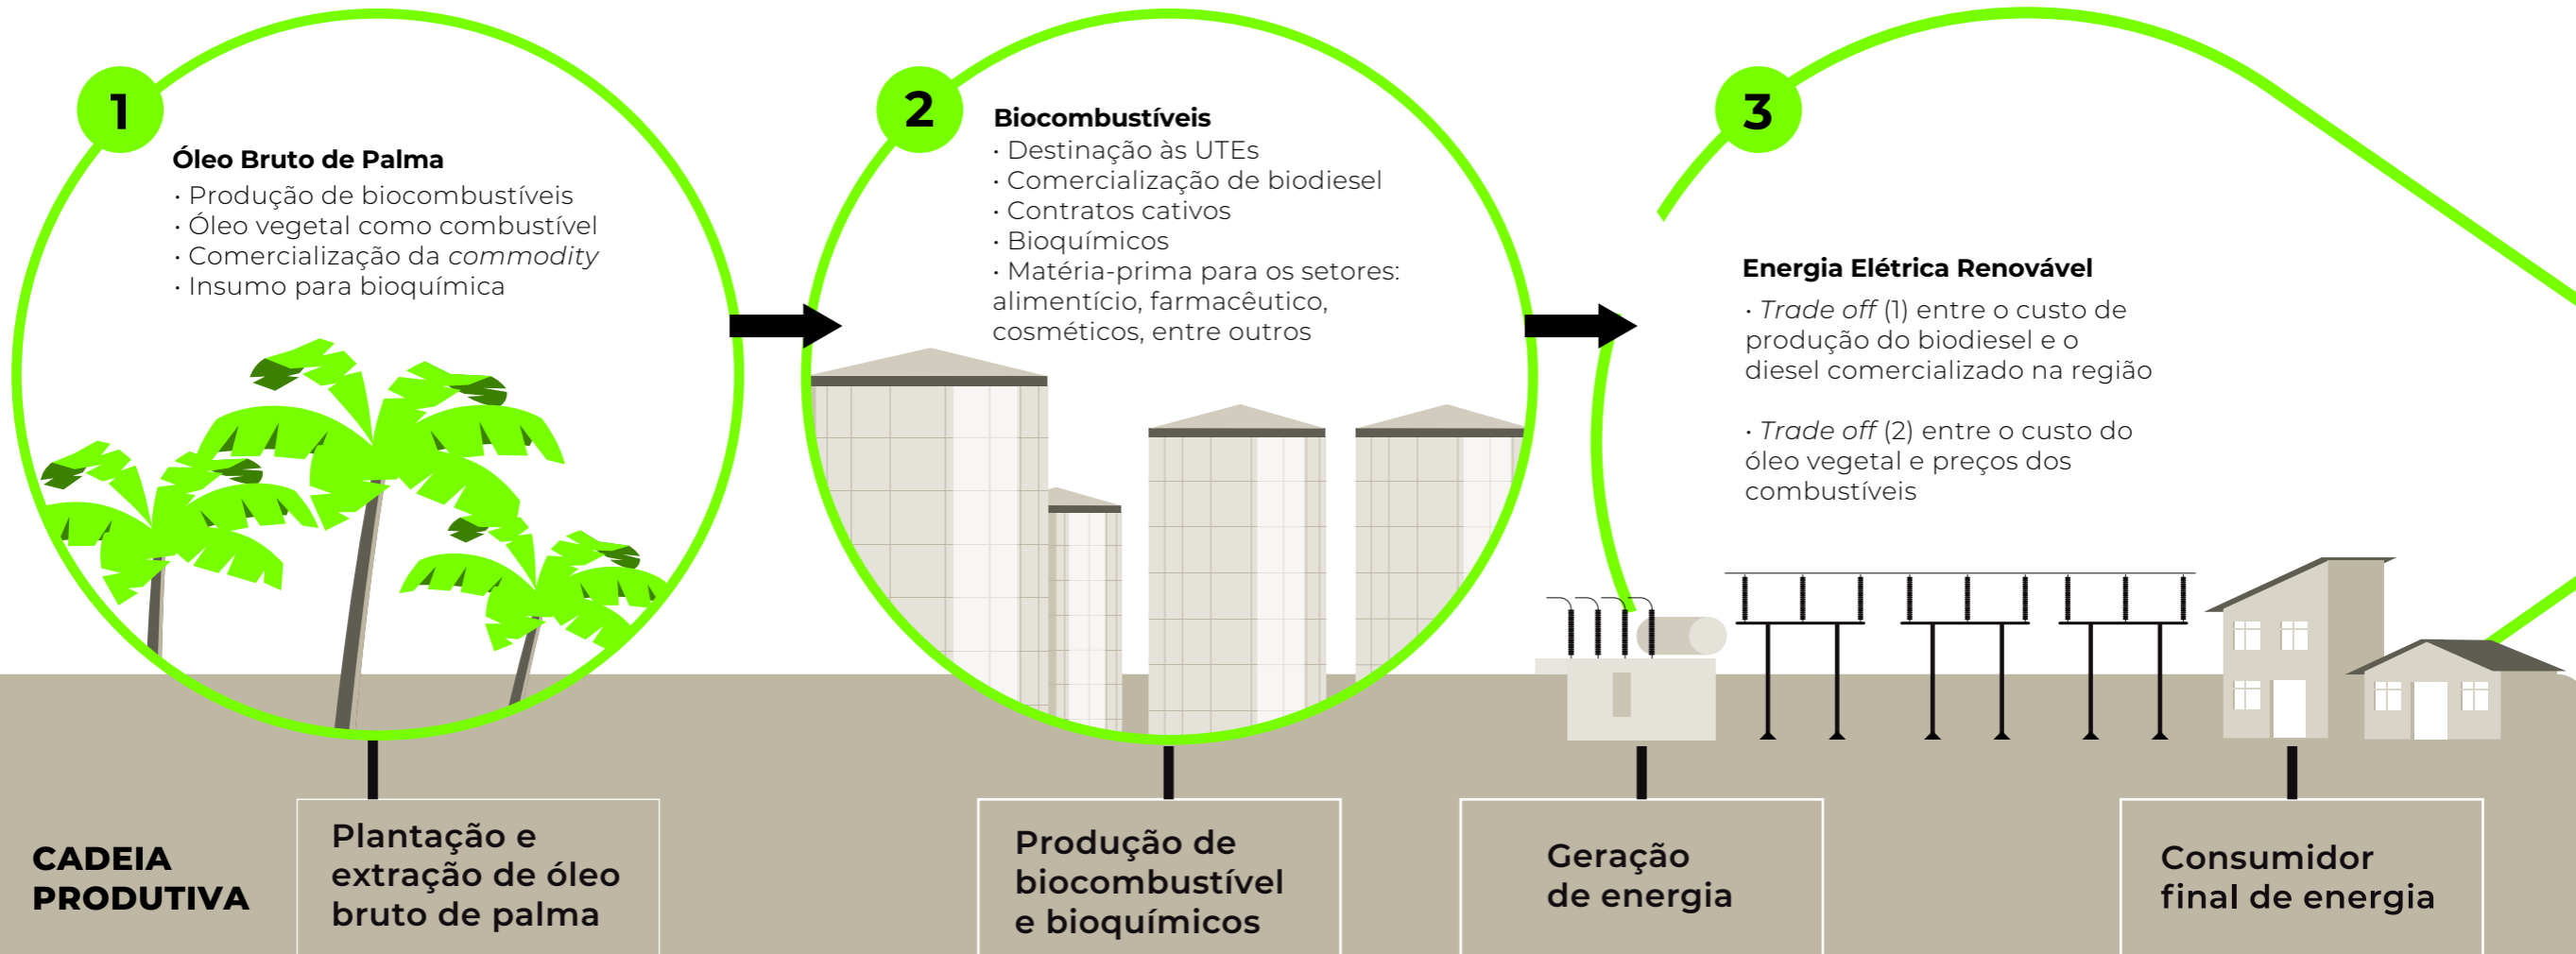 1
Óleo Bruto de Palma
· Produção de biocombustíveis
· Óleo vegetal como combustível
· Comercialização da commodity
· Insumo para bioquímica
2
Biocombustíveis
· Destinação às UTEs
· Comercialização de biodiesel
· Contratos cativos
· Bioquímicos
· Matéria-prima para os setores:
alimentício, farmacêutico,
cosméticos, entre outros
3
Energia Elétrica Renovável
· Trade off (1) entre o custo de
produção do biodiesel e o
diesel comercializado na região
· Trade off (2) entre o custo do
óleo vegetal e preços dos
combustíveis
CADEIA
PRODUTIVA
Plantação e
extração de óleo
bruto de palma
Produção de
biocombustível
e bioquímicos
Geração
de energia
Consumidor
final de energia